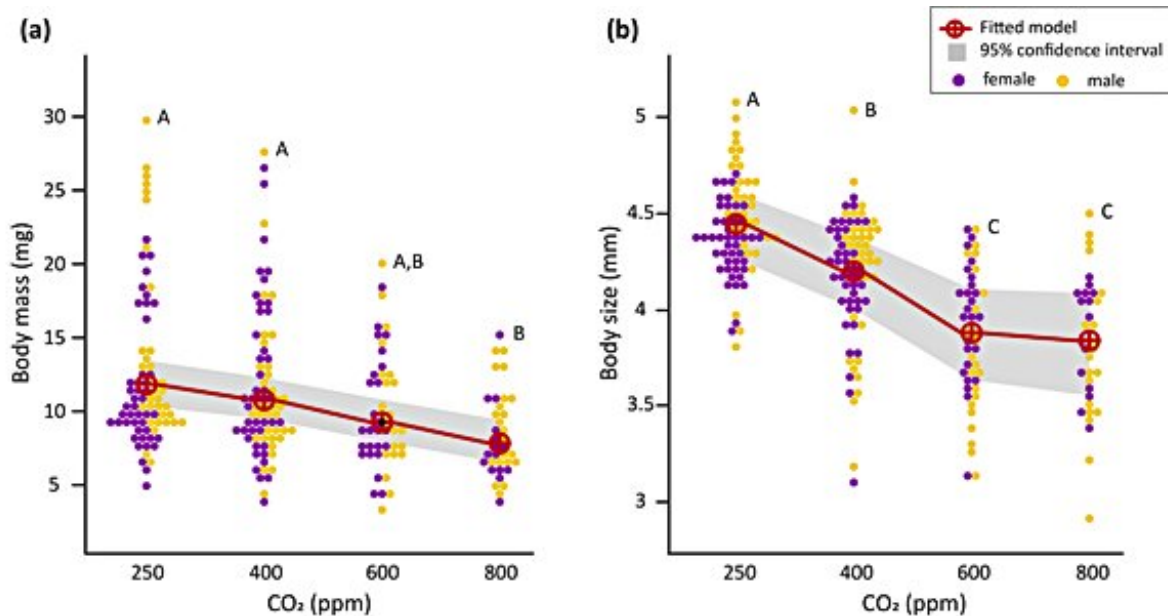 (a)
Body mass (mg)
30
25
20
15
10
5
A
A
A,B
B
250
400
600
800
CO₂ (ppm)
(b)
Fitted model
95% confidence interval
female
male
Body size (mm)
5
4.5
4
3.5
3
A
B
C
C
250
400
600
800
CO₂ (ppm)